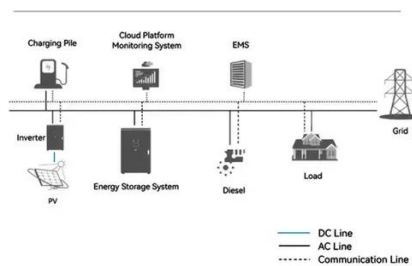 Charging Pile
Cloud Platform
Monitoring System
EMS
Grid
Inverter
PV
Energy Storage System
Diesel
Load
DC Line
AC Line
Communication Line